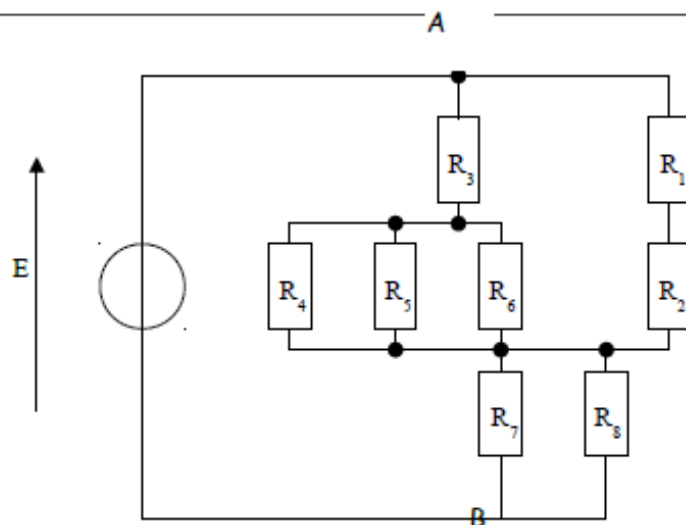 A
R₃ R₁
E
R₄ R₅ R₆ R₂
R₇ R₈
B